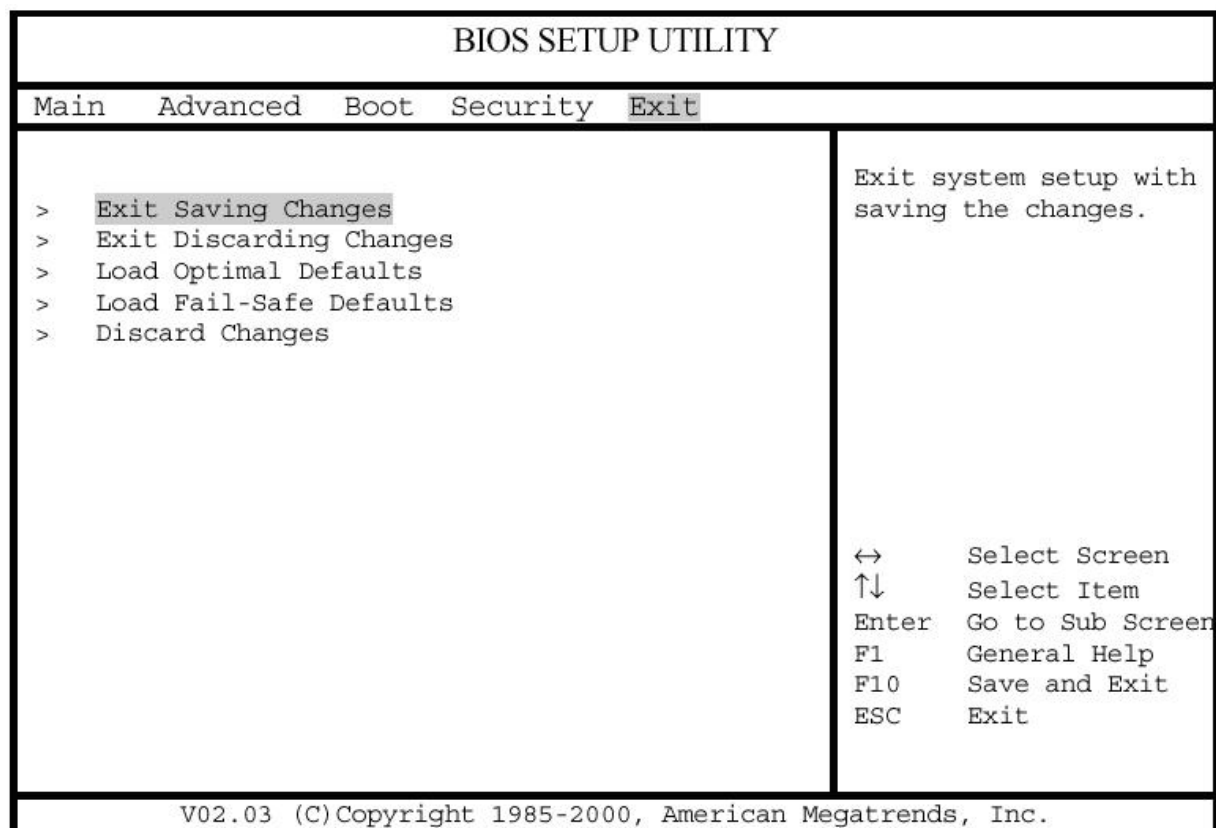 BIOS SETUP UTILITY
Main Advanced Boot Security Exit
> Exit Saving Changes
> Exit Discarding Changes
> Load Optimal Defaults
> Load Fail-Safe Defaults
> Discard Changes
Exit system setup with
saving the changes.
↔ Select Screen
↑↓ Select Item
Enter Go to Sub Screen
F1 General Help
F10 Save and Exit
ESC Exit
V02.03 (C)Copyright 1985-2000, American Megatrends, Inc.